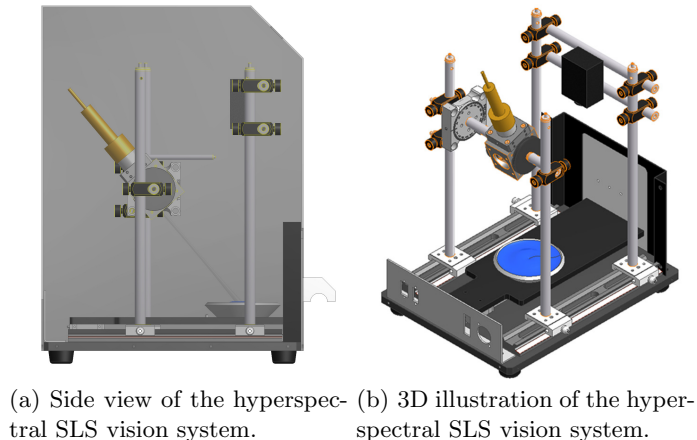 (a) Side view of the hyperspec-
tral SLS vision system.
(b) 3D illustration of the hyper-
spectral SLS vision system.